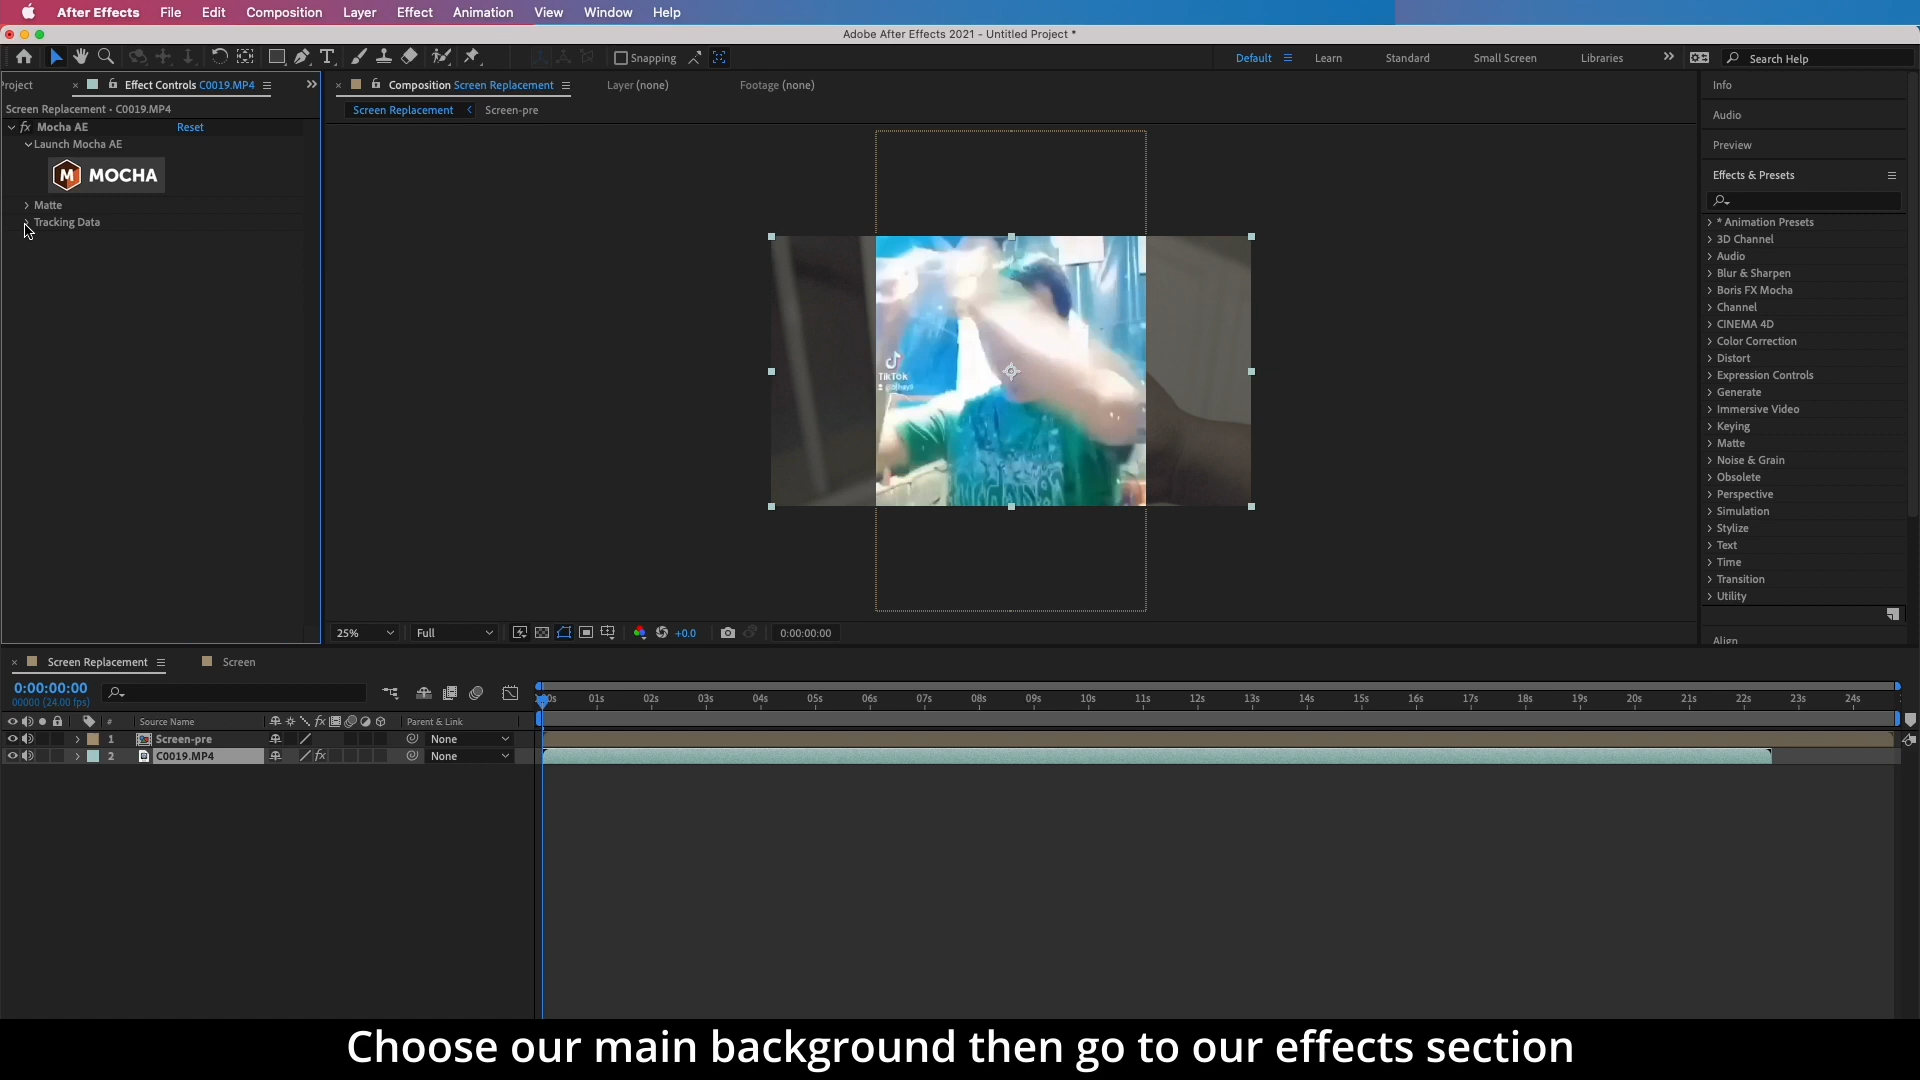 After Effects File Edit Composition Layer Effect Animation View Window Help
Adobe After Effects 2021 - Untitled Project *
Snapping Default Learn Standard Small Screen Libraries Search Help
roject Effect Controls C0019.MP4
Composition Screen Replacement Layer (none) Footage (none)
Info
Screen Replacement - C0019.MP4
Screen Replacement Screen-pre
Audio
fx Mocha AE Reset
Launch Mocha AE
Preview
M MOCHA
Effects & Presets
Matte
Tracking Data
* Animation Presets
3D Channel
Audio
Blur & Sharpen
Boris FX Mocha
Channel
CINEMA 4D
Color Correction
Distort
Expression Controls
Generate
Immersive Video
Keying
Matte
Noise & Grain
Obsolete
Perspective
Simulation
Stylize
Text
Time
Transition
Utility
Align
TikTok
25% Full +0.0 0:00:00:00
Screen Replacement Screen
0:00:00:00
00000 (24.00 fps)
00s 01s 02s 03s 04s 05s 06s 07s 08s 09s 10s 11s 12s 13s 14s 15s 16s 17s 18s 19s 20s 21s 22s 23s 24s
# Source Name fx Parent & Link
1 Screen-pre None
2 C0019.MP4 fx None
Choose our main background then go to our effects section